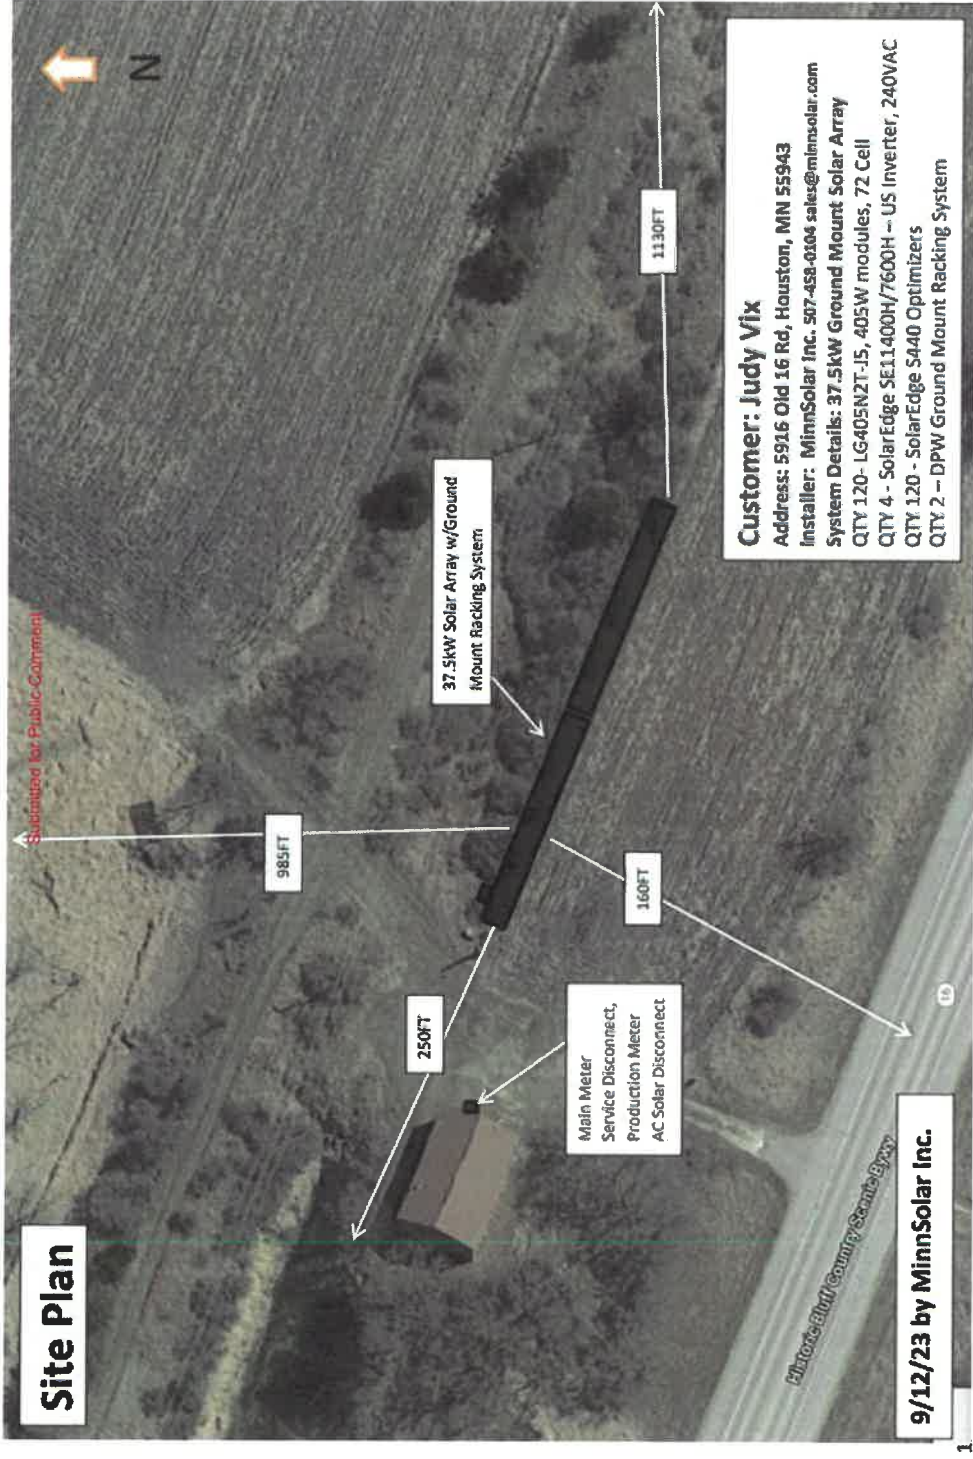 Site Plan
Submitted for Public Comment
N
985FT
1130FT
250FT
160FT
37.5kW Solar Array w/Ground
Mount Racking System
Main Meter
Service Disconnect,
Production Meter
AC Solar Disconnect
Historic Bluff Country Scenic Bywy
16
9/12/23 by MinnSolar Inc.
Customer: Judy Vix
Address: 5916 Old 16 Rd, Houston, MN 55943
Installer: MinnSolar Inc. 507-458-0104 sales@minnsolar.com
System Details: 37.5kW Ground Mount Solar Array
QTY 120- LG405N2T-J5, 405W modules, 72 Cell
QTY 4 - SolarEdge SE11400H/7600H – US Inverter, 240VAC
QTY 120 - SolarEdge S440 Optimizers
QTY 2 – DPW Ground Mount Racking System
1